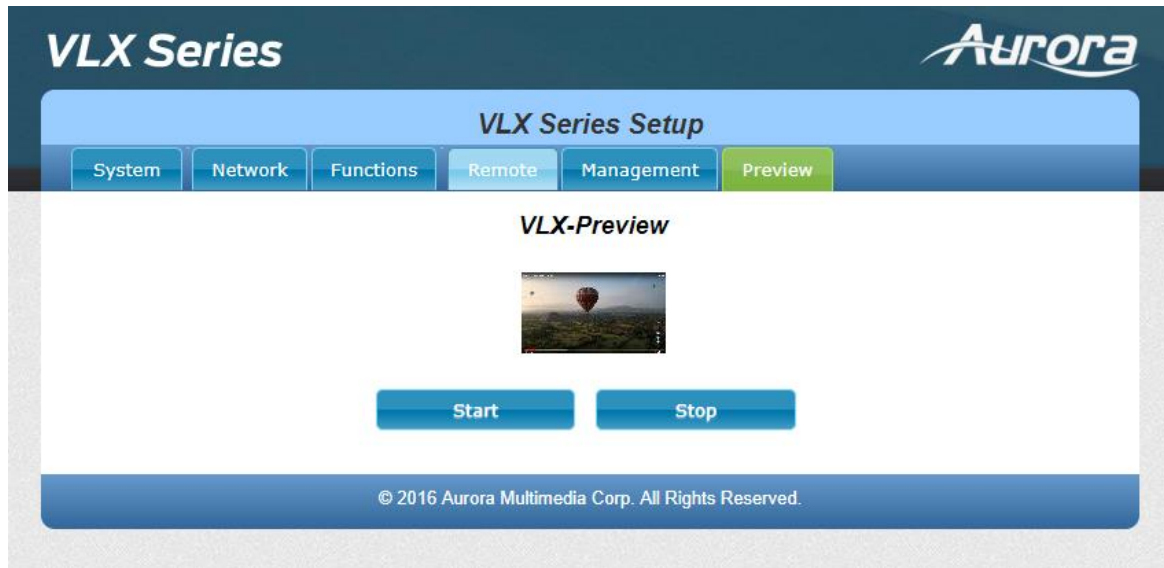 VLX Series
Aurora
VLX Series Setup
System Network Functions Remote Management Preview
VLX-Preview
Start Stop
© 2016 Aurora Multimedia Corp. All Rights Reserved.